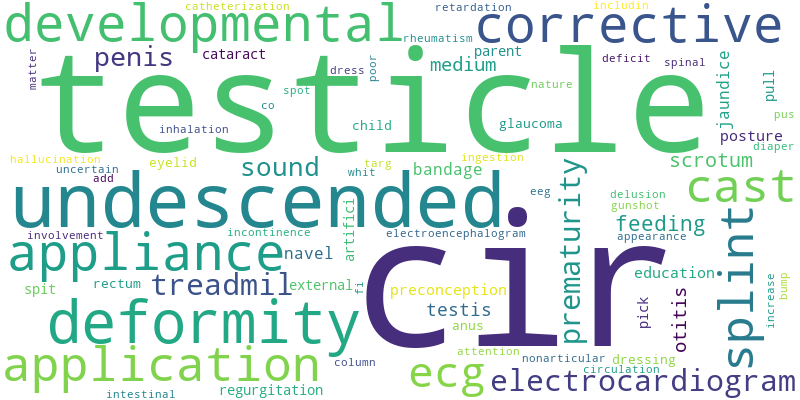 catheterization retardation includin
developmental corrective
rheumatism
matter penis cataract parent deficit
medium spinal
testicle
dress poor jaundice pull
spot nature
co pus
inhalation child glaucoma posture
diaper
hallucination eyelid sound targ ingestion scrotum
uncertain add whit bandage cast
undescended eeg delusion
gunshot
artifici prematurity feeding splint
involvement incontinence electroencephalogram appearance
appliance navel cir
education
spit rectum treadmil external fi preconception increase bump
deformity testis pick otitis
anus
application column attention nonarticular dressing
ecg circulation
electrocardiogram
intestinal regurgitation